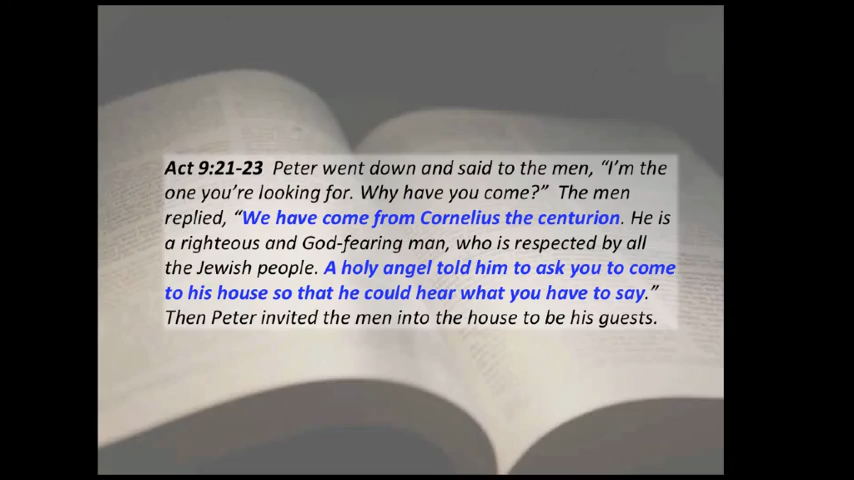 Act 9:21-23 Peter went down and said to the men, “I’m the
one you’re looking for. Why have you come?” The men
replied, “We have come from Cornelius the centurion. He is
a righteous and God-fearing man, who is respected by all
the Jewish people. A holy angel told him to ask you to come
to his house so that he could hear what you have to say.”
Then Peter invited the men into the house to be his guests.